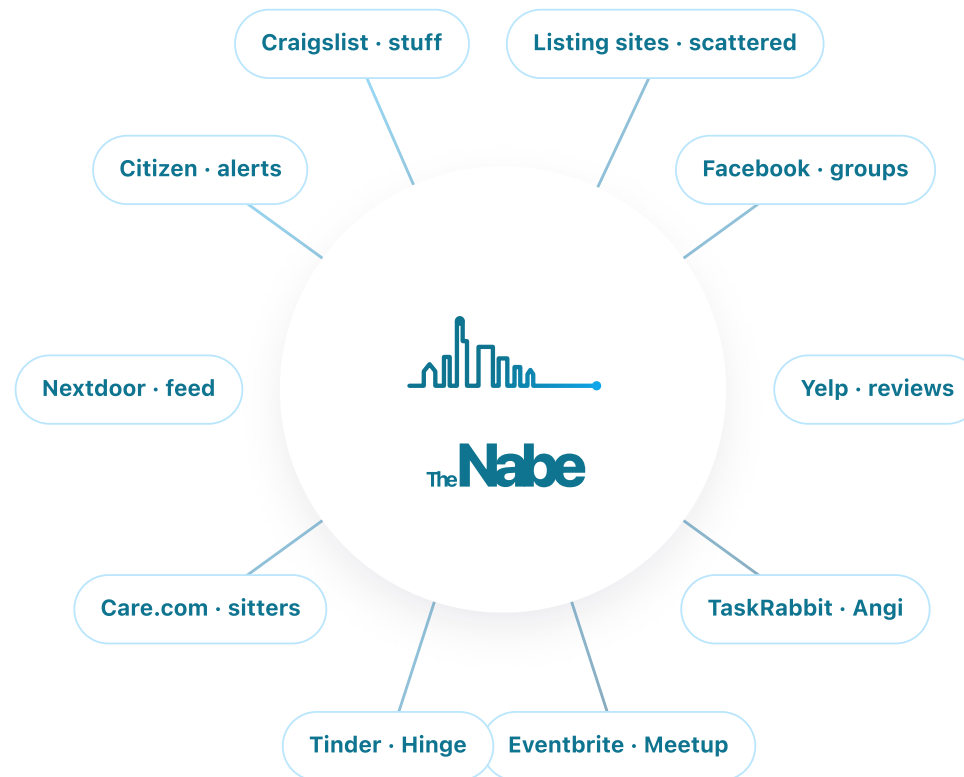 Craigslist · stuff
Listing sites · scattered
Citizen · alerts
Facebook · groups
Nextdoor · feed
The Nabe
Yelp · reviews
Care.com · sitters
TaskRabbit · Angi
Tinder · Hinge
Eventbrite · Meetup